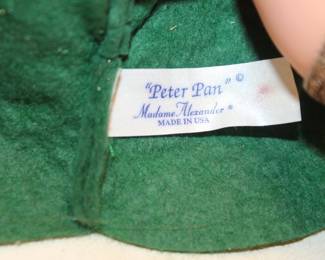 "Peter Pan" ©
Madame Alexander ®
MADE IN USA